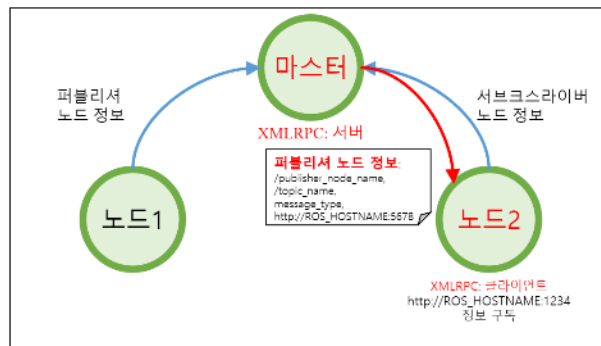 마스터
퍼블리셔
노드 정보
서브크스라이버
노드 정보
XMLRPC: 서버
퍼블리셔 노드 정보:
/publisher_node_name,
/topic_name,
message_type,
http://ROS_HOSTNAME:5678
노드1
노드2
XMLRPC: 클라이언트
http://ROS_HOSTNAME:1234
정보 구독